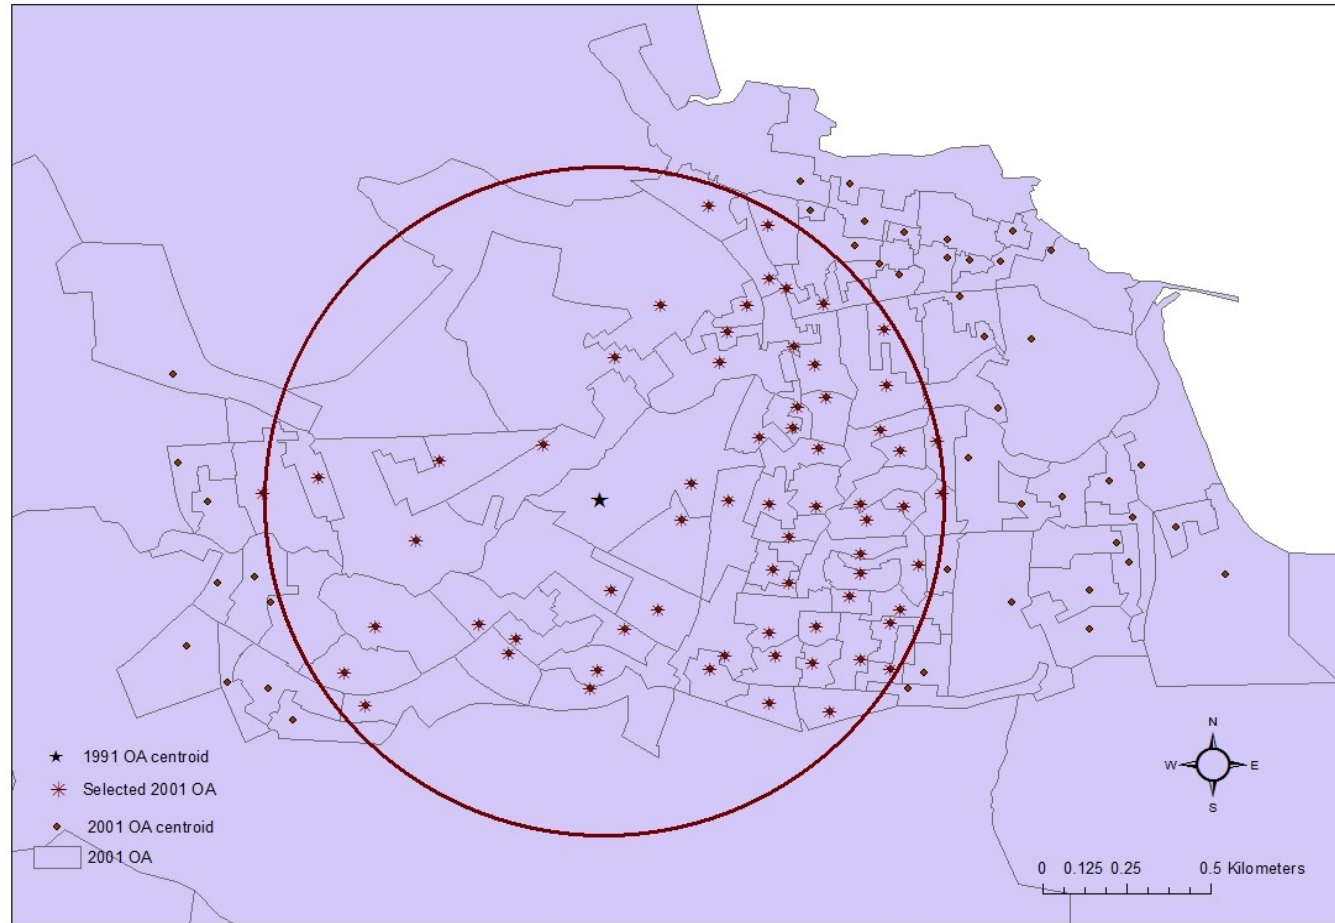 1991 OA centroid
Selected 2001 OA
2001 OA centroid
2001 OA
N
W E
S
0 0.125 0.25 0.5 Kilometers